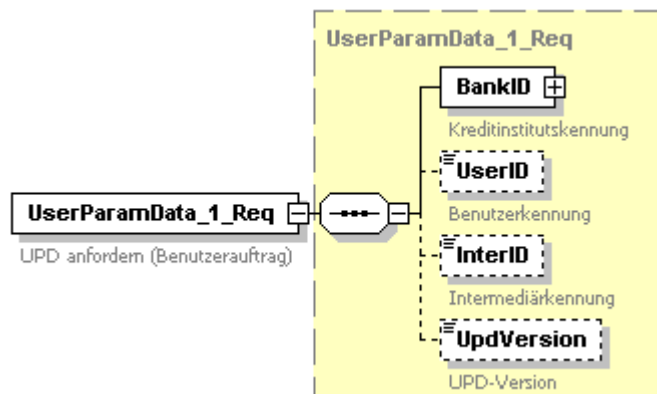 UserParamData_1_Req
BankID
Kreditinstitutskennung
UserID
Benutzerkennung
UserParamData_1_Req
UPD anfordern (Benutzerauftrag)
InterID
Intermediärkennung
UpdVersion
UPD-Version